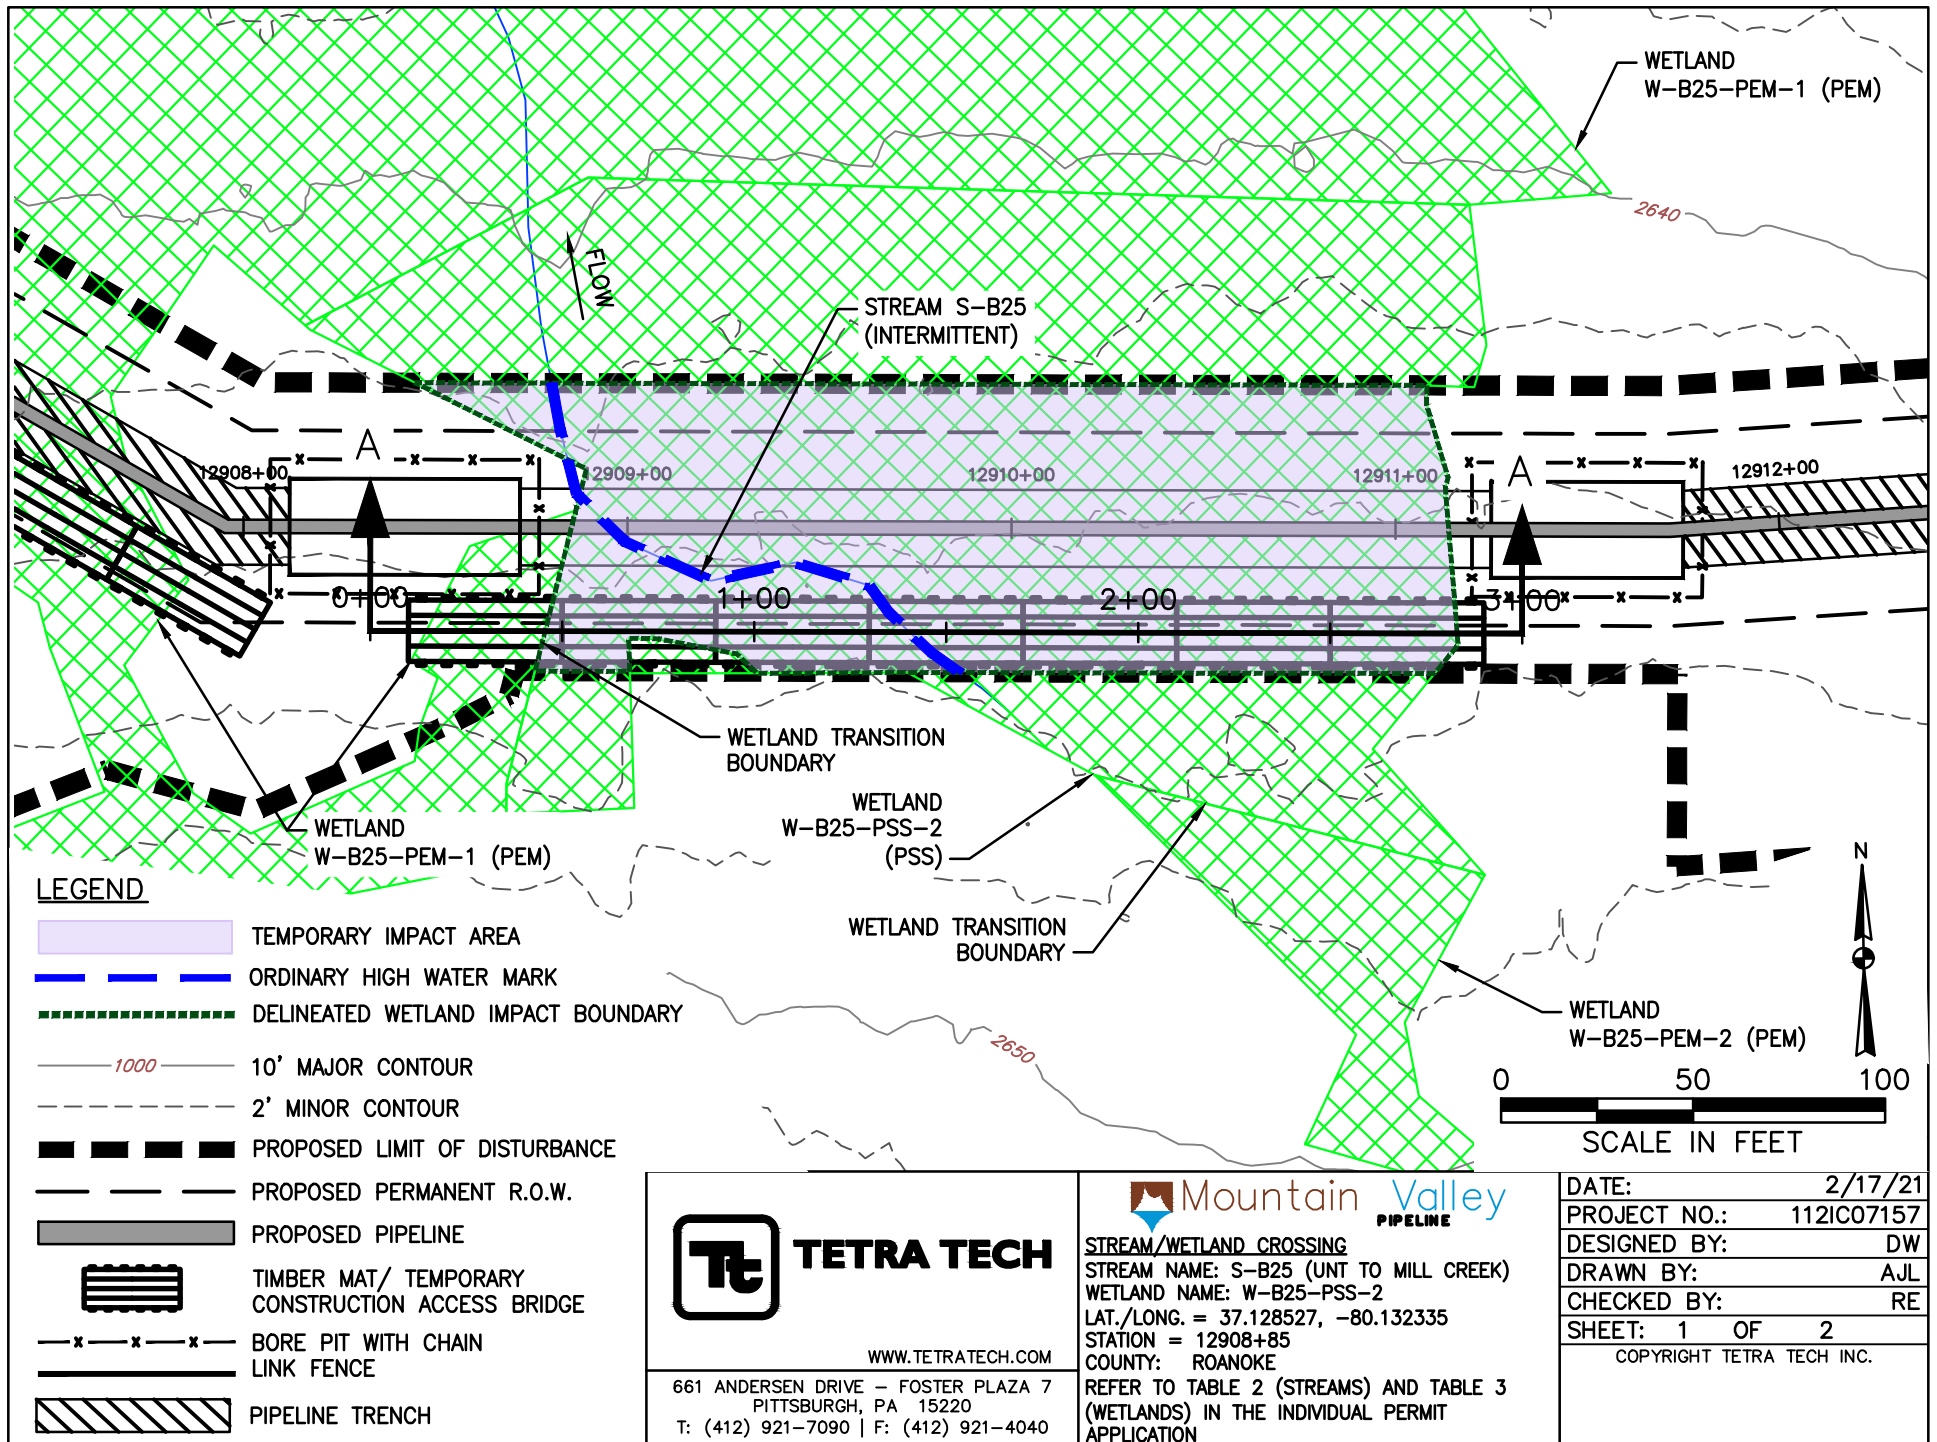 WETLAND
W-B25-PEM-1 (PEM)
2640
FLOW
STREAM S-B25
(INTERMITTENT)
A
A
12908+00
12909+00
12910+00
12911+00
12912+00
0+00
1+00
2+00
3+00
WETLAND TRANSITION
BOUNDARY
WETLAND
W-B25-PSS-2
(PSS)
WETLAND
W-B25-PEM-1 (PEM)
WETLAND TRANSITION
BOUNDARY
WETLAND
W-B25-PEM-2 (PEM)
2650
N
0 50 100
SCALE IN FEET
LEGEND
TEMPORARY IMPACT AREA
ORDINARY HIGH WATER MARK
DELINEATED WETLAND IMPACT BOUNDARY
1000 10' MAJOR CONTOUR
2' MINOR CONTOUR
PROPOSED LIMIT OF DISTURBANCE
PROPOSED PERMANENT R.O.W.
PROPOSED PIPELINE
TIMBER MAT/ TEMPORARY
CONSTRUCTION ACCESS BRIDGE
BORE PIT WITH CHAIN
LINK FENCE
PIPELINE TRENCH
Tt TETRA TECH
WWW.TETRATECH.COM
661 ANDERSEN DRIVE – FOSTER PLAZA 7
PITTSBURGH, PA 15220
T: (412) 921-7090 | F: (412) 921-4040
Mountain Valley
PIPELINE
STREAM/WETLAND CROSSING
STREAM NAME: S-B25 (UNT TO MILL CREEK)
WETLAND NAME: W-B25-PSS-2
LAT./LONG. = 37.128527, -80.132335
STATION = 12908+85
COUNTY: ROANOKE
REFER TO TABLE 2 (STREAMS) AND TABLE 3
(WETLANDS) IN THE INDIVIDUAL PERMIT
APPLICATION
DATE: 2/17/21
PROJECT NO.: 112IC07157
DESIGNED BY: DW
DRAWN BY: AJL
CHECKED BY: RE
SHEET: 1 OF 2
COPYRIGHT TETRA TECH INC.